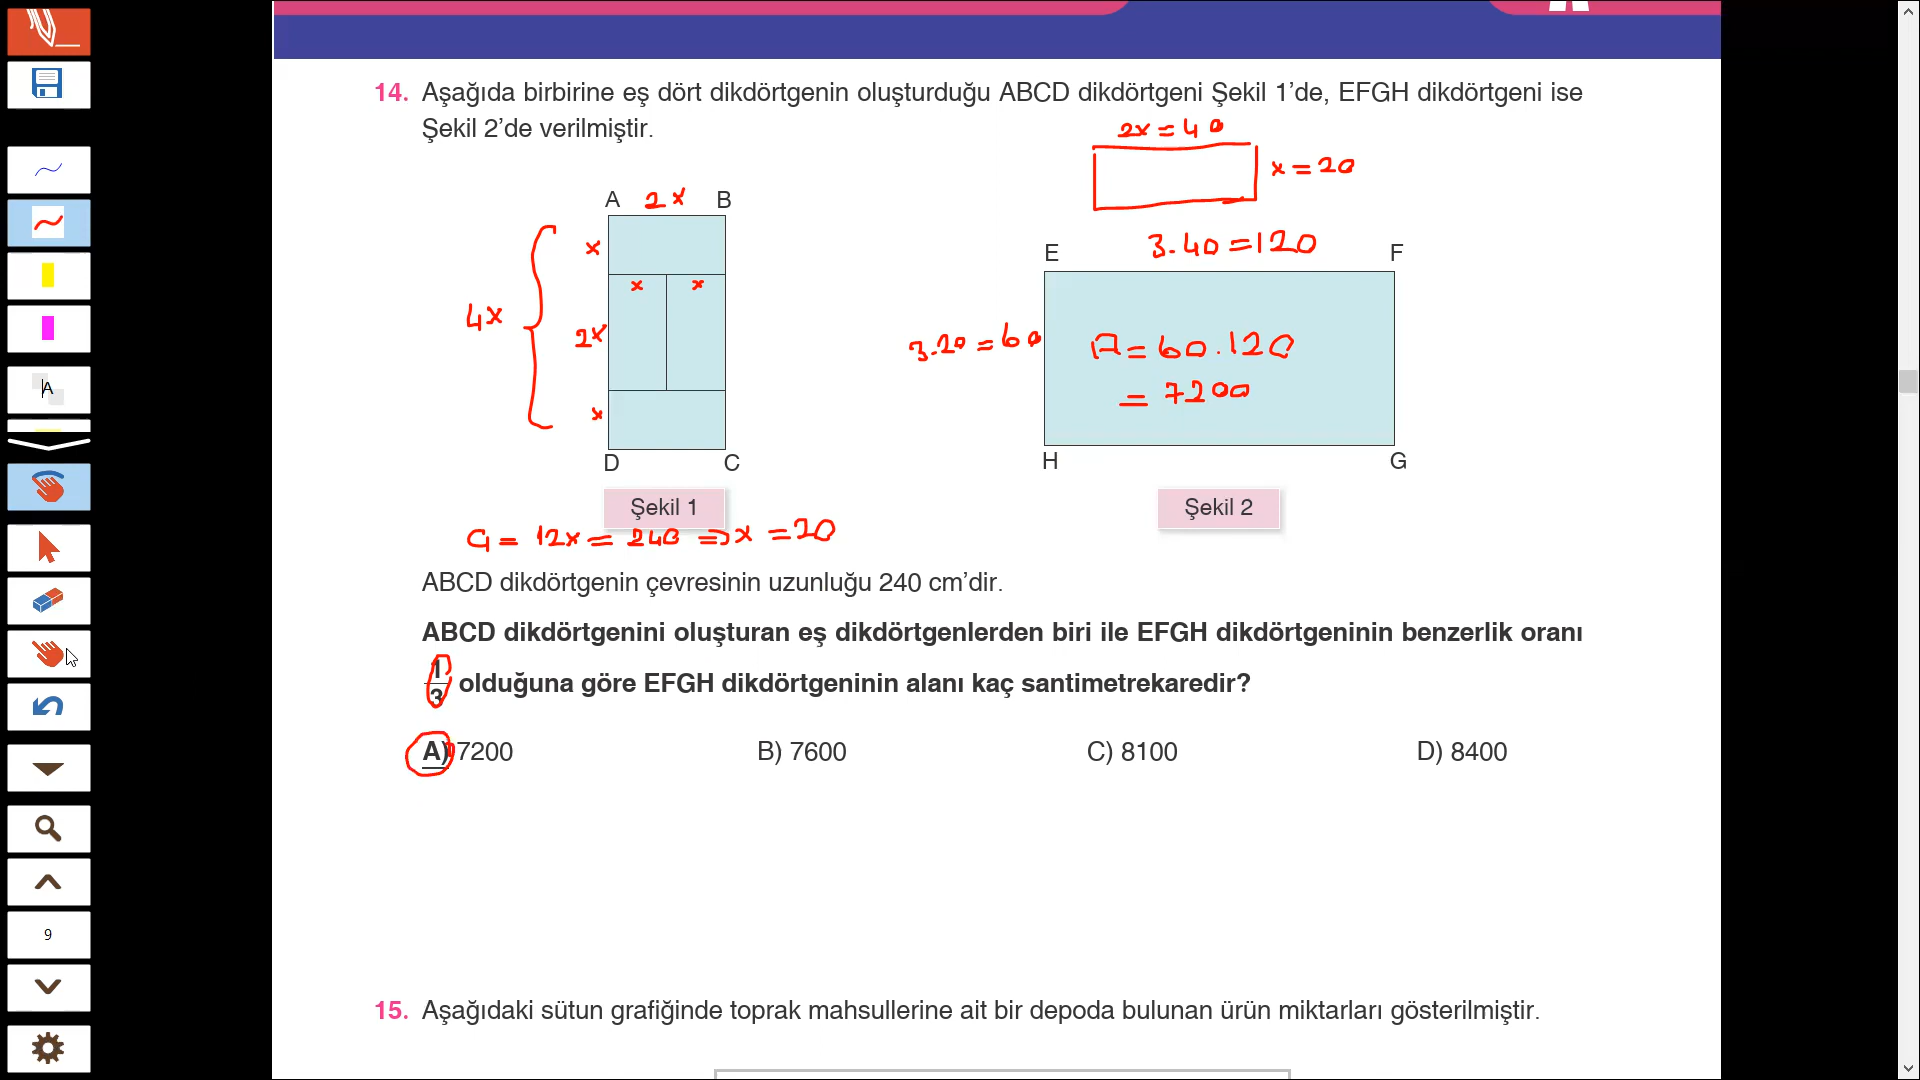 14. Aşağıda birbirine eş dört dikdörtgenin oluşturduğu ABCD dikdörtgeni Şekil 1’de, EFGH dikdörtgeni ise
Şekil 2’de verilmiştir.
2x = 40
x = 20
A 2x B
x
x x
4x
2x
x
D C
Şekil 1
Ç = 12x = 240 ⇒ x = 20
E 3.40 = 120 F
3.20 = 60
A = 60.120
= 7200
H G
Şekil 2
ABCD dikdörtgenin çevresinin uzunluğu 240 cm’dir.
ABCD dikdörtgenini oluşturan eş dikdörtgenlerden biri ile EFGH dikdörtgeninin benzerlik oranı
1/3 olduğuna göre EFGH dikdörtgeninin alanı kaç santimetrekaredir?
A) 7200 B) 7600 C) 8100 D) 8400
15. Aşağıdaki sütun grafiğinde toprak mahsullerine ait bir depoda bulunan ürün miktarları gösterilmiştir.
A
9